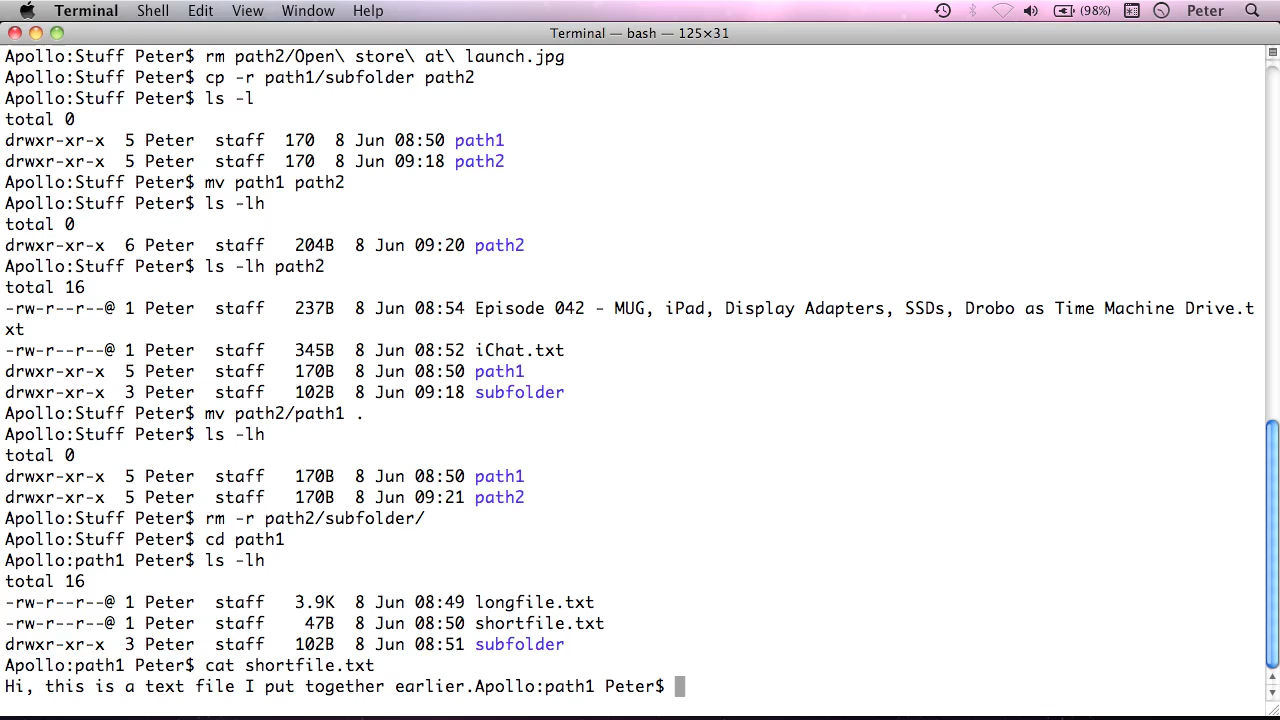 Terminal Shell Edit View Window Help (98%) Peter
Terminal — bash — 125×31
Apollo:Stuff Peter$ rm path2/Open\ store\ at\ launch.jpg
Apollo:Stuff Peter$ cp -r path1/subfolder path2
Apollo:Stuff Peter$ ls -l
total 0
drwxr-xr-x  5 Peter  staff  170  8 Jun 08:50 path1
drwxr-xr-x  5 Peter  staff  170  8 Jun 09:18 path2
Apollo:Stuff Peter$ mv path1 path2
Apollo:Stuff Peter$ ls -lh
total 0
drwxr-xr-x  6 Peter  staff   204B  8 Jun 09:20 path2
Apollo:Stuff Peter$ ls -lh path2
total 16
-rw-r--r--@ 1 Peter  staff   237B  8 Jun 08:54 Episode 042 - MUG, iPad, Display Adapters, SSDs, Drobo as Time Machine Drive.t
xt
-rw-r--r--@ 1 Peter  staff   345B  8 Jun 08:52 iChat.txt
drwxr-xr-x  5 Peter  staff   170B  8 Jun 08:50 path1
drwxr-xr-x  3 Peter  staff   102B  8 Jun 09:18 subfolder
Apollo:Stuff Peter$ mv path2/path1 .
Apollo:Stuff Peter$ ls -lh
total 0
drwxr-xr-x  5 Peter  staff   170B  8 Jun 08:50 path1
drwxr-xr-x  5 Peter  staff   170B  8 Jun 09:21 path2
Apollo:Stuff Peter$ rm -r path2/subfolder/
Apollo:Stuff Peter$ cd path1
Apollo:path1 Peter$ ls -lh
total 16
-rw-r--r--@ 1 Peter  staff   3.9K  8 Jun 08:49 longfile.txt
-rw-r--r--@ 1 Peter  staff    47B  8 Jun 08:50 shortfile.txt
drwxr-xr-x  3 Peter  staff   102B  8 Jun 08:51 subfolder
Apollo:path1 Peter$ cat shortfile.txt
Hi, this is a text file I put together earlier.Apollo:path1 Peter$